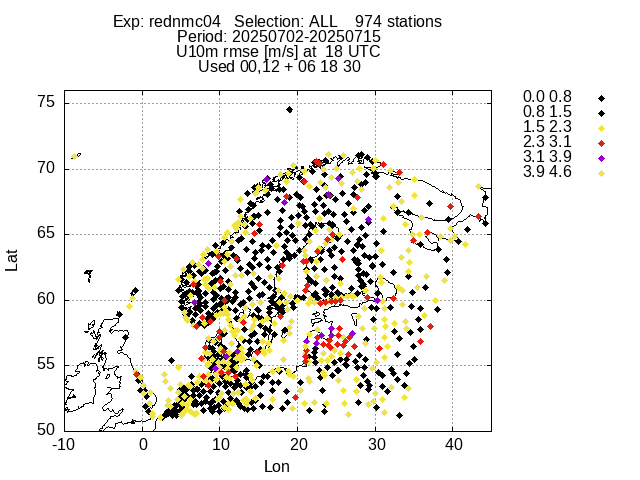 Exp: rednmc04   Selection: ALL    974 stations
Period: 20250702-20250715
U10m rmse [m/s] at  18 UTC
Used 00,12 + 06 18 30
0.0 0.8
0.8 1.5
1.5 2.3
2.3 3.1
3.1 3.9
3.9 4.6
75
70
65
60
55
50
Lat
-10 0 10 20 30 40
Lon